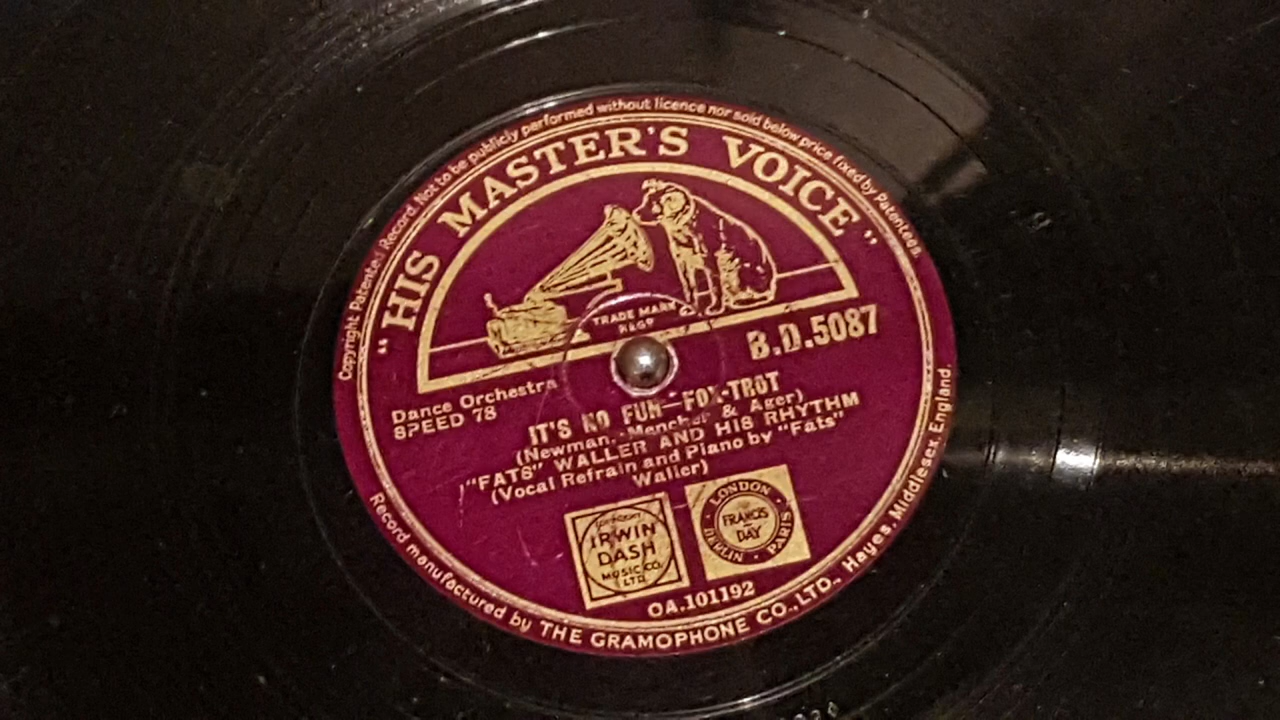 Copyright Patented Record. Not to be publicly performed without licence nor sold below price fixed by Patentees.
"HIS MASTER'S VOICE"
TRADE MARK
B.D.5087
Dance Orchestra
SPEED 78
IT'S NO FUN—FOX-TROT
(Newman, Mencher & Ager)
"FATS" WALLER AND HIS RHYTHM
(Vocal Refrain and Piano by "Fats"
Waller)
IRWIN
DASH
MUSIC CO.
LTD
LONDON
FRANCIS
DAY
BERLIN · PARIS
OA.101192
Record manufactured by THE GRAMOPHONE CO., LTD., Hayes, Middlesex, England.